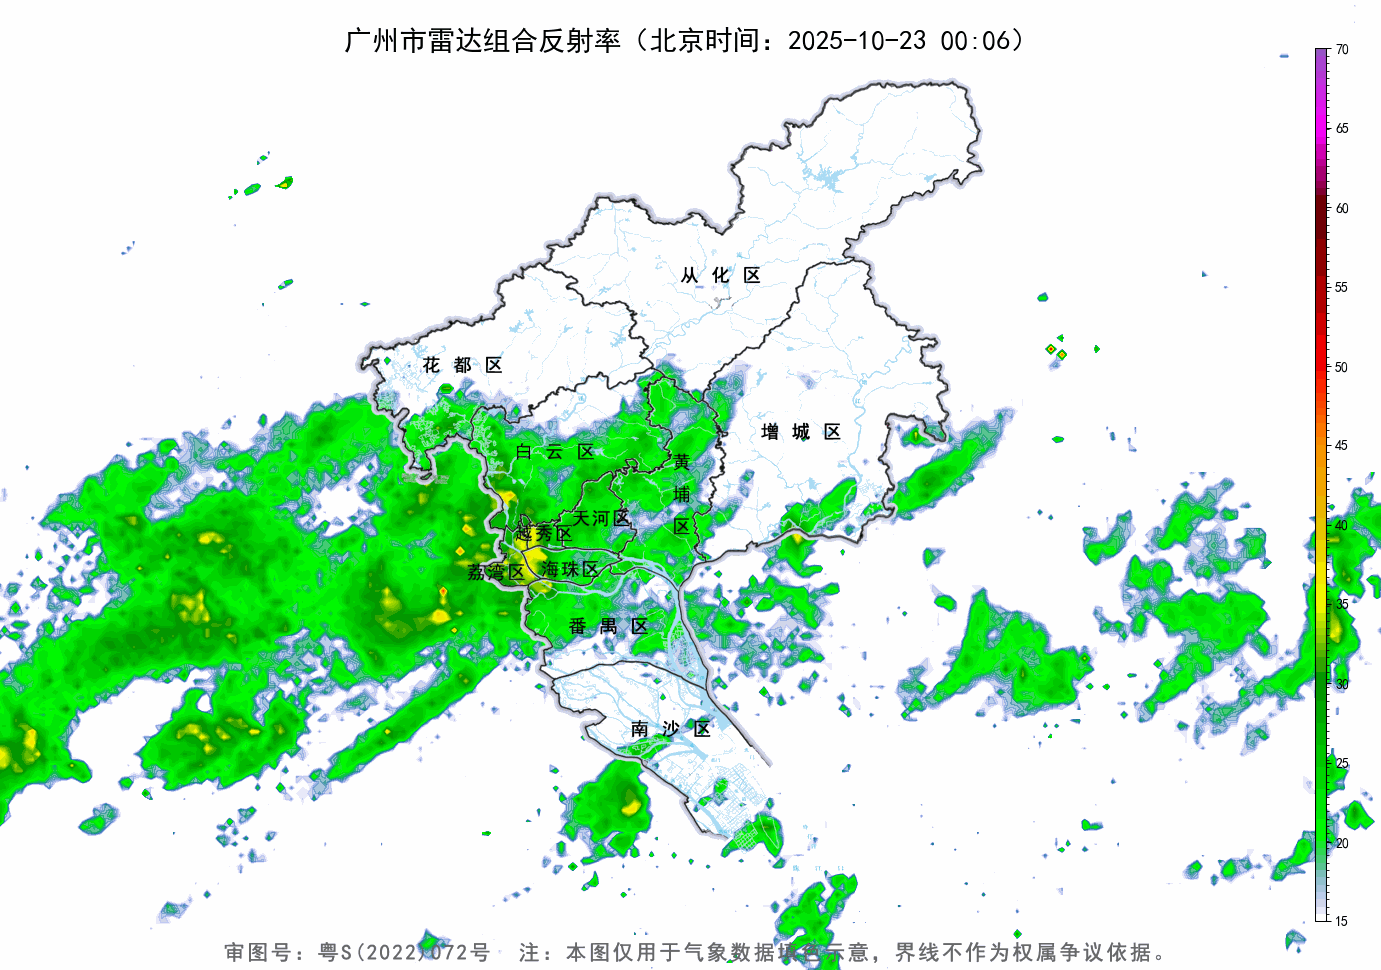 广州市雷达组合反射率（北京时间：2025-10-23 00:06）
70
65
60
55
50
45
40
35
30
25
20
15
从化区
花都区
增城区
白云区
黄埔区
天河区
越秀区
荔湾区
海珠区
番禺区
南沙区
审图号：粤S(2022)072号　注：本图仅用于气象数据填色示意，界线不作为权属争议依据。